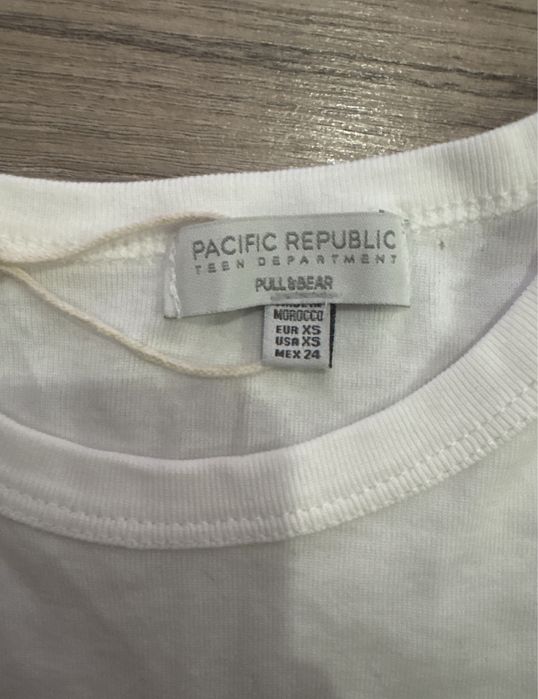 PACIFIC REPUBLIC
TEEN DEPARTMENT
PULL&BEAR
MOROCCO
EUR XS
USA XS
MEX 24